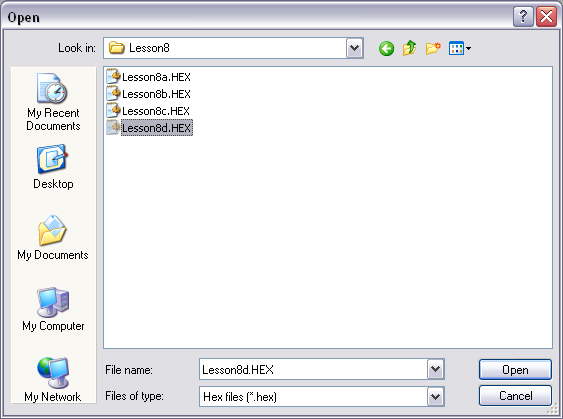 Open
Look in: Lesson8
Lesson8a.HEX
Lesson8b.HEX
Lesson8c.HEX
Lesson8d.HEX
My Recent
Documents
Desktop
My Documents
My Computer
My Network
File name: Lesson8d.HEX Open
Files of type: Hex files (*.hex) Cancel